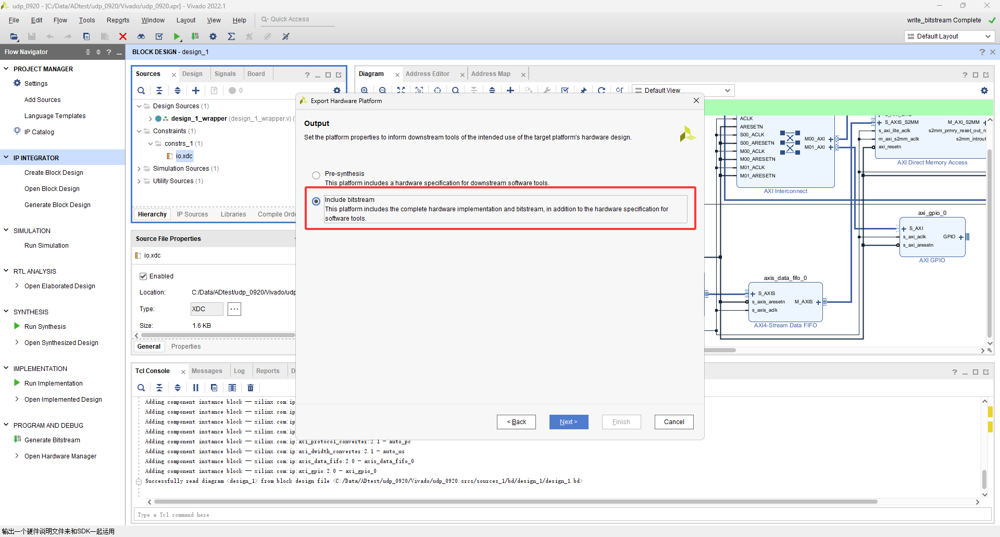 udp_0920 - [C:/Data/ADtest/udp_0920/Vivado/udp_0920.xpr] - Vivado 2022.1
File Edit Flow Tools Reports Window Layout View Help
Quick Access
write_bitstream Complete
Default Layout
Flow Navigator
PROJECT MANAGER
Settings
Add Sources
Language Templates
IP Catalog
IP INTEGRATOR
Create Block Design
Open Block Design
Generate Block Design
SIMULATION
Run Simulation
RTL ANALYSIS
Open Elaborated Design
SYNTHESIS
Run Synthesis
Open Synthesized Design
IMPLEMENTATION
Run Implementation
Open Implemented Design
PROGRAM AND DEBUG
Generate Bitstream
Open Hardware Manager
BLOCK DESIGN - design_1
Sources Design Signals Board
0
Design Sources (1)
design_1_wrapper (design_1_wrapper.v) (
Constraints (1)
constrs_1 (1)
io.xdc
Simulation Sources (1)
Utility Sources (1)
Hierarchy IP Sources Libraries Compile Orde
Source File Properties
io.xdc
Enabled
Location: C:/Data/ADtest/udp_0920/Vivado/udp
Type: XDC ...
Size: 1.6 KB
General Properties
Diagram Address Editor Address Map
Default View
Export Hardware Platform
Output
Set the platform properties to inform downstream tools of the intended use of the target platform's hardware design.
Pre-synthesis
This platform includes a hardware specification for downstream software tools.
Include bitstream
This platform includes the complete hardware implementation and bitstream, in addition to the hardware specification for
software tools.
< Back Next > Finish Cancel
ACLK
ARESETN
S00_ACLK
S00_ARESETN
M00_ACLK
M00_ARESETN
M01_ACLK
M01_ARESETN
M00_AXI
M01_AXI
AXI Interconnect
S_AXIS_S2MM
s_axi_lite_aclk
m_axi_s2mm_aclk
axi_resetn
M_AXI_S2MM
s2mm_prmry_reset_out_n
s2mm_introut
AXI Direct Memory Access
axi_gpio_0
S_AXI
s_axi_aclk
s_axi_aresetn
GPIO
AXI GPIO
axis_data_fifo_0
S_AXIS
s_axis_aresetn
s_axis_aclk
M_AXIS
AXI4-Stream Data FIFO
Tcl Console Messages Log Reports D
Adding component instance block -- xilinx.com:ip
Adding component instance block -- xilinx.com:ip
Adding component instance block -- xilinx.com:ip
Adding component instance block -- xilinx.com:ip
Adding component instance block -- xilinx.com:ip:axi_protocol_converter:2.1 - auto_pc
Adding component instance block -- xilinx.com:ip:axi_dwidth_converter:2.1 - auto_us
Adding component instance block -- xilinx.com:ip:axis_data_fifo:2.0 - axis_data_fifo_0
Adding component instance block -- xilinx.com:ip:axi_gpio:2.0 - axi_gpio_0
Successfully read diagram <design_1> from block design file <C:/Data/ADtest/udp_0920/Vivado/udp_0920.srcs/sources_1/bd/design_1/design_1.bd>
Type a Tcl command here
输出一个硬件说明文件来和SDK一起运用